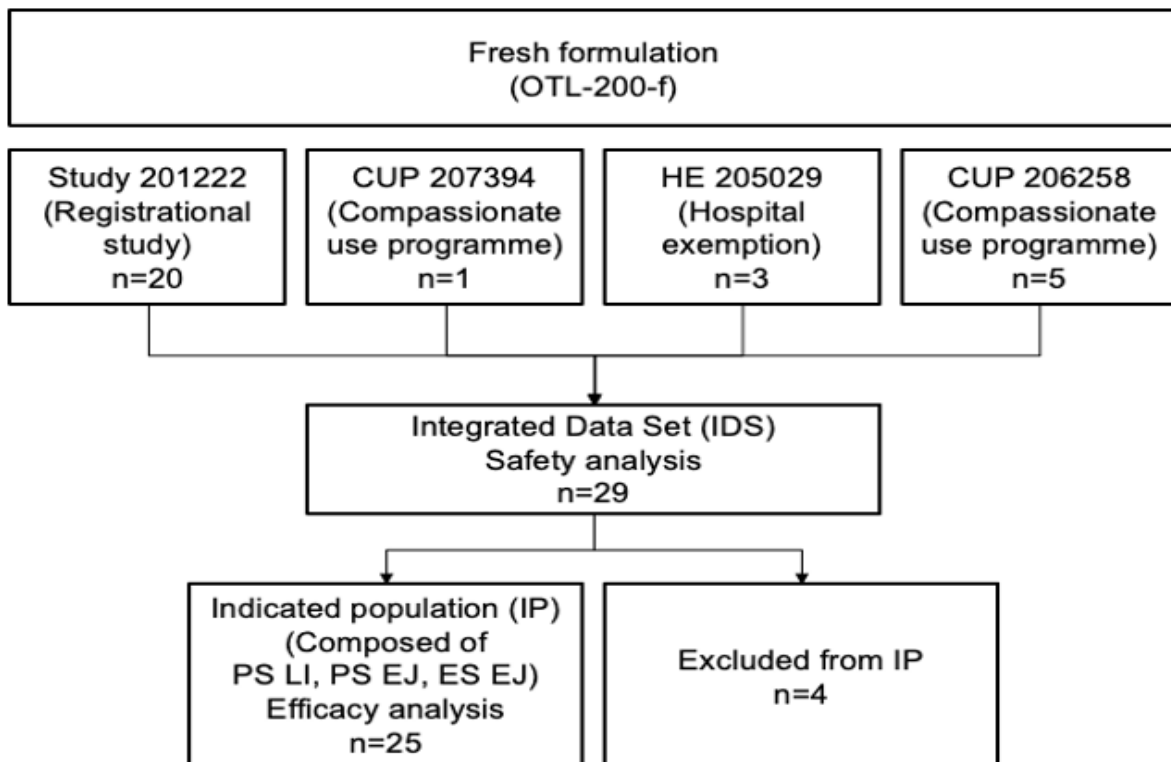 Fresh formulation
(OTL-200-f)
Study 201222
(Registrational
study)
n=20
CUP 207394
(Compassionate
use programme)
n=1
HE 205029
(Hospital
exemption)
n=3
CUP 206258
(Compassionate
use programme)
n=5
Integrated Data Set (IDS)
Safety analysis
n=29
Indicated population (IP)
(Composed of
PS LI, PS EJ, ES EJ)
Efficacy analysis
n=25
Excluded from IP
n=4